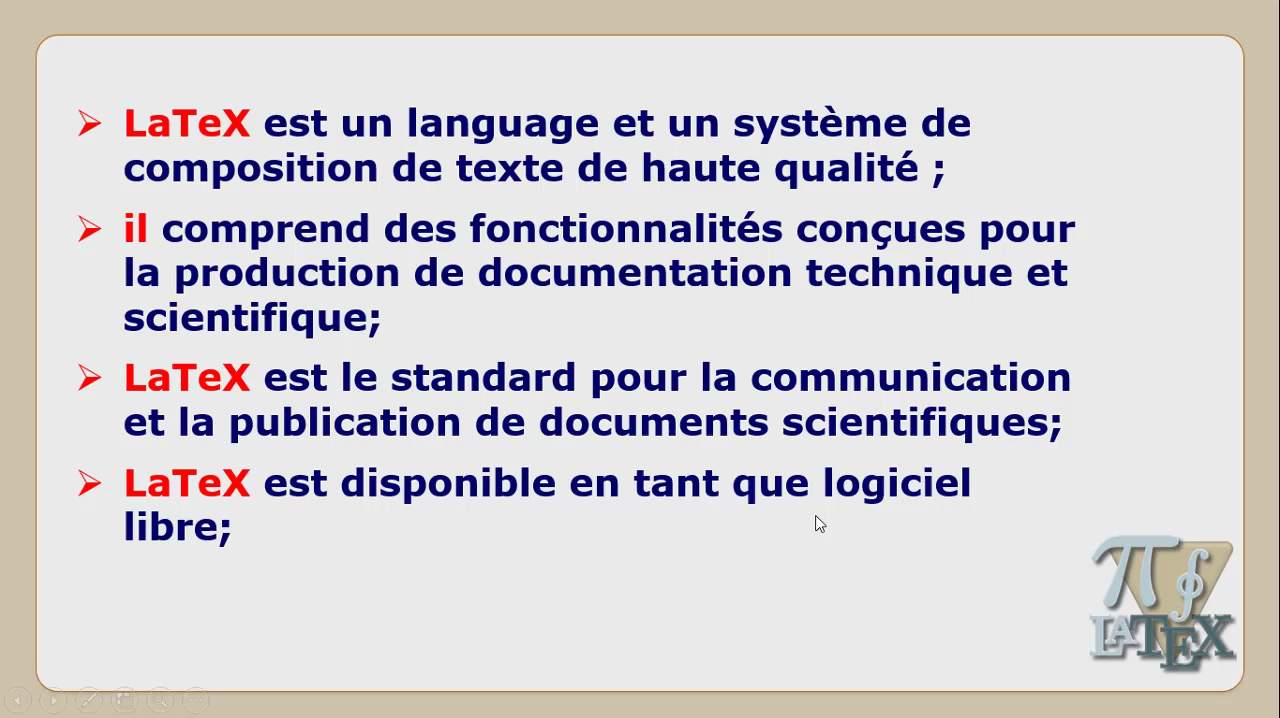 LaTeX est un language et un système de
composition de texte de haute qualité ;
il comprend des fonctionnalités conçues pour
la production de documentation technique et
scientifique;
LaTeX est le standard pour la communication
et la publication de documents scientifiques;
LaTeX est disponible en tant que logiciel
libre;
π∮
LATEX